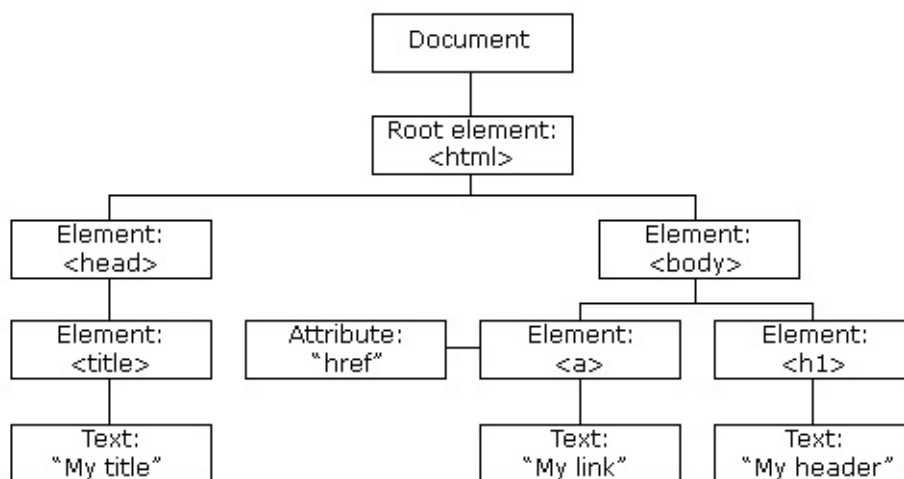 Document
Root element:
<html>
Element:
<head>
Element:
<body>
Element:
<title>
Attribute:
“href”
Element:
<a>
Element:
<h1>
Text:
“My title”
Text:
“My link”
Text:
“My header”